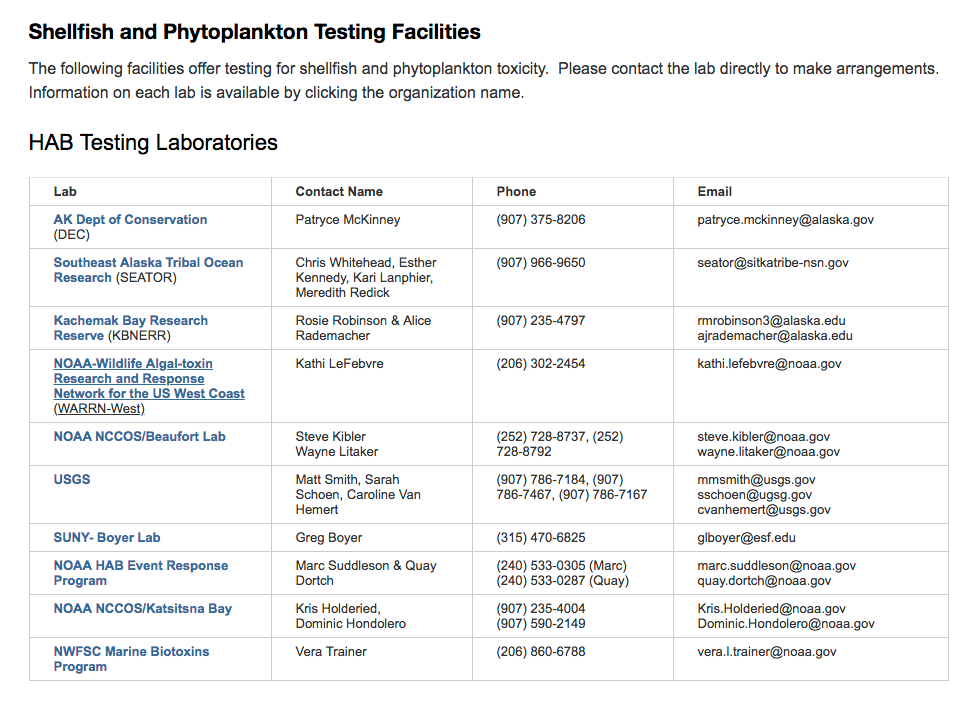 Shellfish and Phytoplankton Testing Facilities
The following facilities offer testing for shellfish and phytoplankton toxicity.  Please contact the lab directly to make arrangements.
Information on each lab is available by clicking the organization name.
HAB Testing Laboratories
Lab Contact Name Phone Email
AK Dept of Conservation Patryce McKinney (907) 375-8206 patryce.mckinney@alaska.gov
(DEC)
Southeast Alaska Tribal Ocean Chris Whitehead, Esther (907) 966-9650 seator@sitkatribe-nsn.gov
Research (SEATOR) Kennedy, Kari Lanphier,
Meredith Redick
Kachemak Bay Research Rosie Robinson & Alice (907) 235-4797 rmrobinson3@alaska.edu
Reserve (KBNERR) Rademacher ajrademacher@alaska.edu
NOAA-Wildlife Algal-toxin Kathi LeFebvre (206) 302-2454 kathi.lefebvre@noaa.gov
Research and Response
Network for the US West Coast
(WARRN-West)
NOAA NCCOS/Beaufort Lab Steve Kibler (252) 728-8737, (252) steve.kibler@noaa.gov
Wayne Litaker 728-8792 wayne.litaker@noaa.gov
USGS Matt Smith, Sarah (907) 786-7184, (907) mmsmith@usgs.gov
Schoen, Caroline Van 786-7467, (907) 786-7167 sschoen@ugsg.gov
Hemert cvanhemert@usgs.gov
SUNY- Boyer Lab Greg Boyer (315) 470-6825 glboyer@esf.edu
NOAA HAB Event Response Marc Suddleson & Quay (240) 533-0305 (Marc) marc.suddleson@noaa.gov
Program Dortch (240) 533-0287 (Quay) quay.dortch@noaa.gov
NOAA NCCOS/Katsitsna Bay Kris Holderied, (907) 235-4004 Kris.Holderied@noaa.gov
Dominic Hondolero (907) 590-2149 Dominic.Hondolero@noaa.gov
NWFSC Marine Biotoxins Vera Trainer (206) 860-6788 vera.l.trainer@noaa.gov
Program